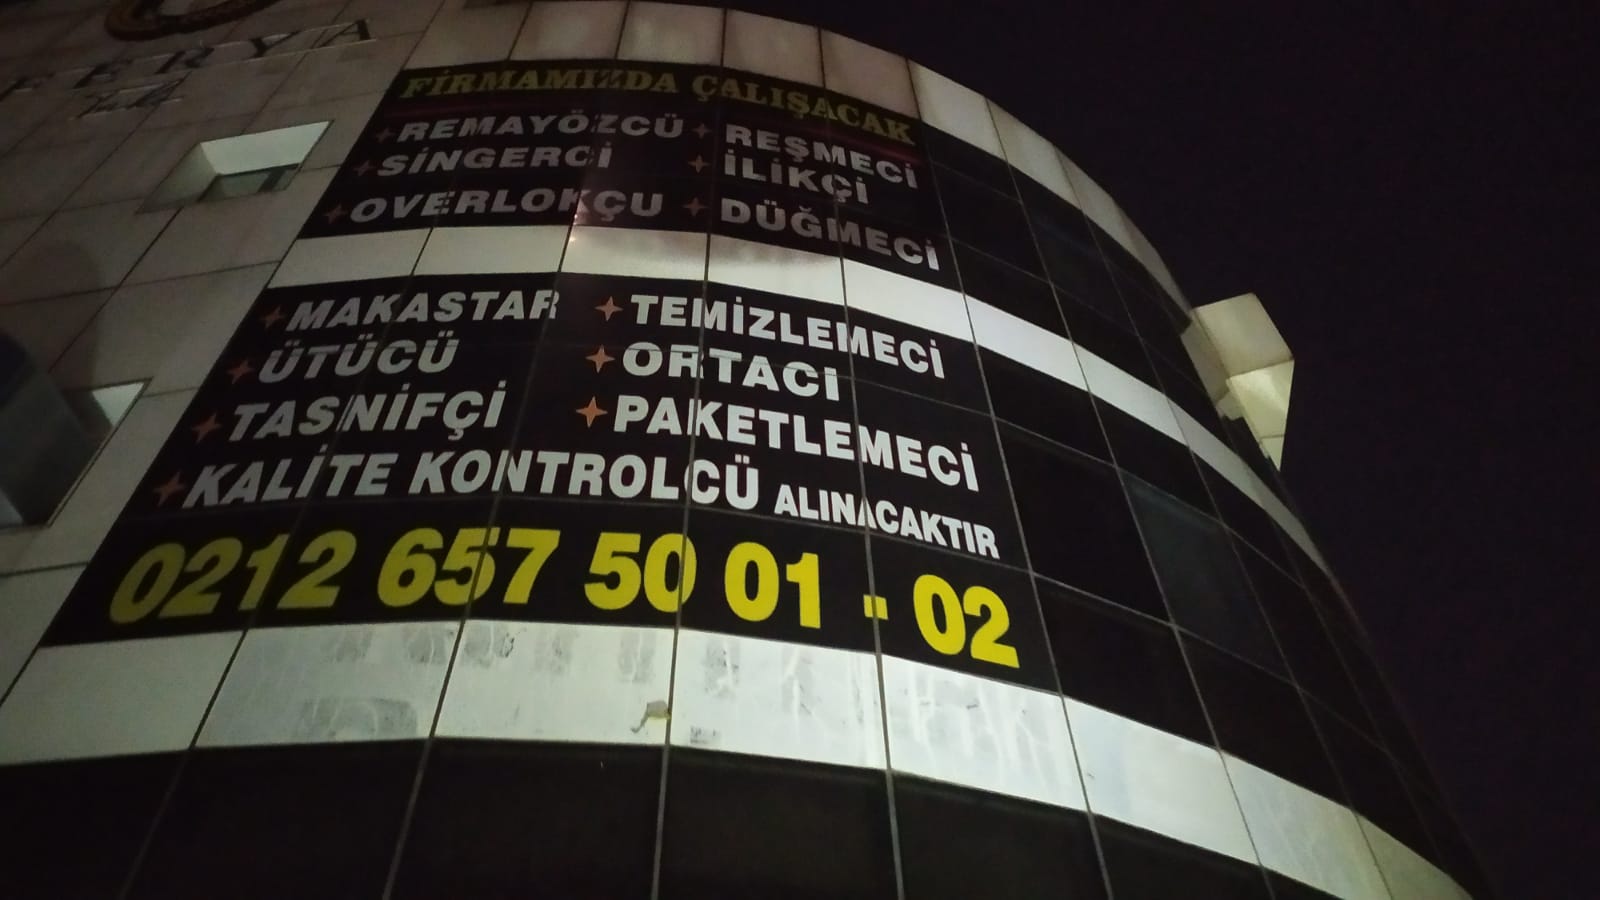 FERYA
FİRMAMIZDA ÇALIŞACAK
REMAYÖZCÜ REŞMECİ
SİNGERCİ İLİKÇİ
OVERLOKÇU DÜĞMECİ
MAKASTAR TEMİZLEMECİ
ÜTÜCÜ ORTACI
TASNİFÇİ PAKETLEMECİ
KALİTE KONTROLCÜ ALINACAKTIR
0212 657 50 01 - 02